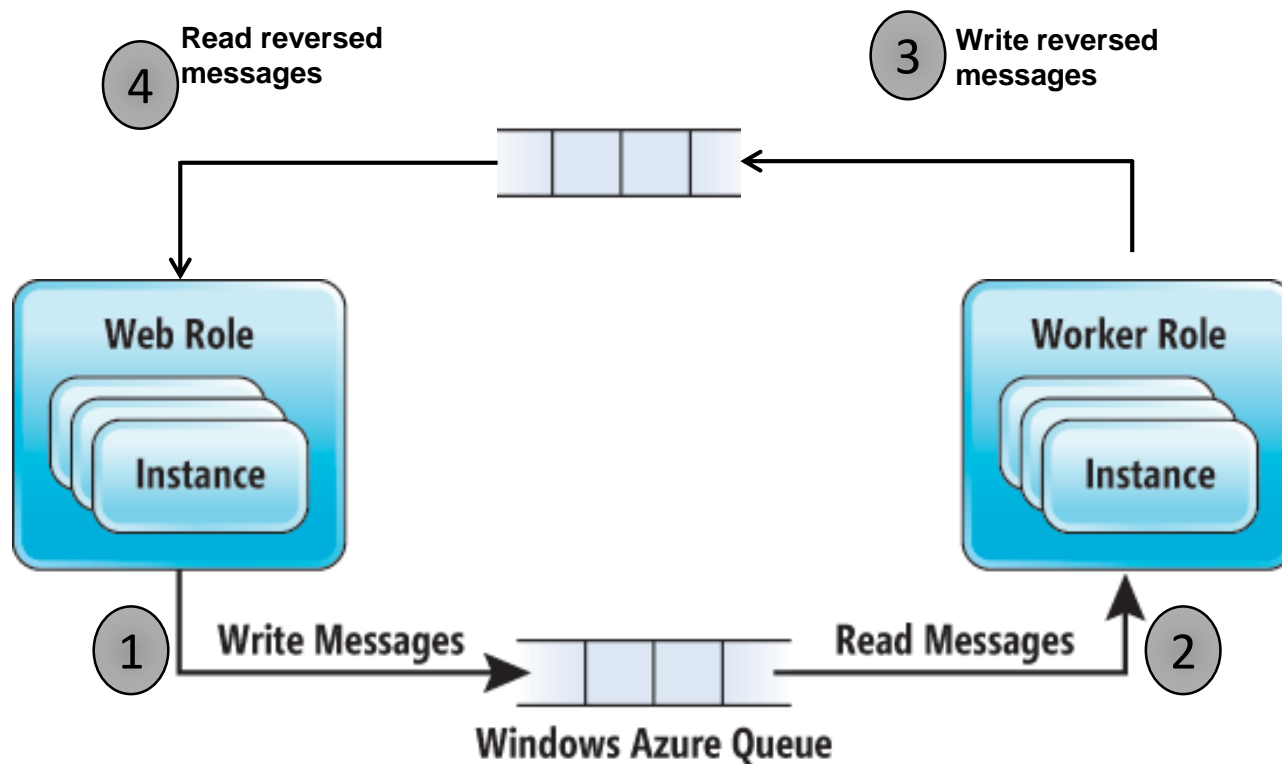 4
Read reversed
messages
3
Write reversed
messages
Web Role
Instance
Worker Role
Instance
1
Write Messages
Read Messages
2
Windows Azure Queue